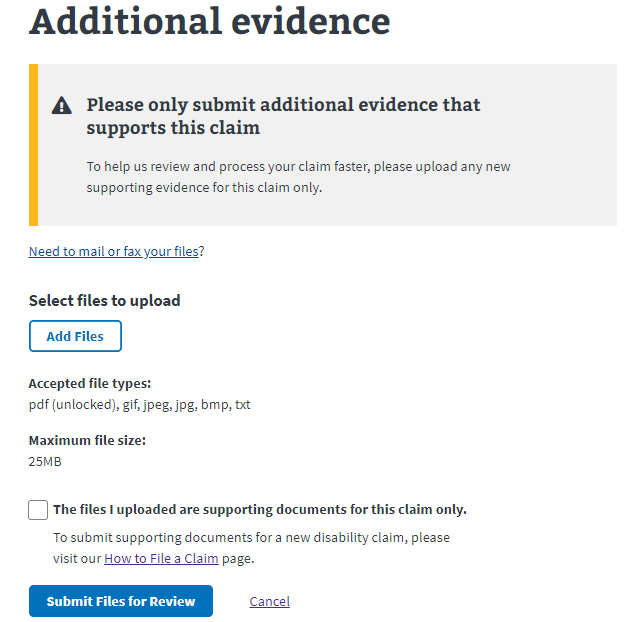 Additional evidence
Please only submit additional evidence that
supports this claim
To help us review and process your claim faster, please upload any new
supporting evidence for this claim only.
Need to mail or fax your files?
Select files to upload
Add Files
Accepted file types:
pdf (unlocked), gif, jpeg, jpg, bmp, txt
Maximum file size:
25MB
The files I uploaded are supporting documents for this claim only.
To submit supporting documents for a new disability claim, please
visit our How to File a Claim page.
Submit Files for Review
Cancel